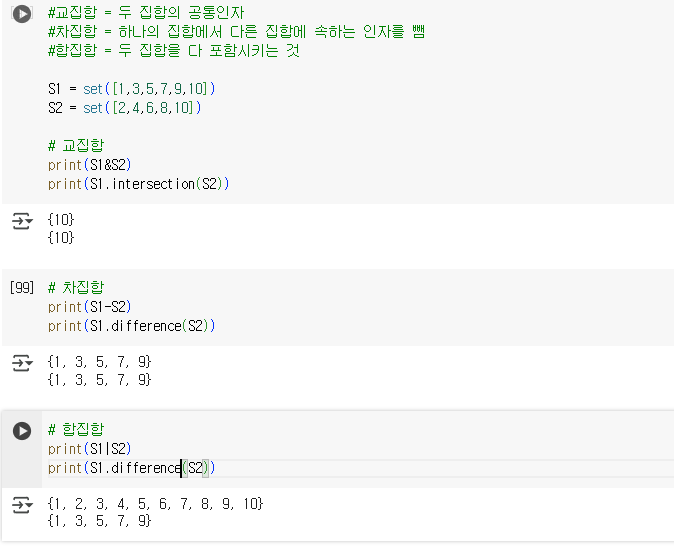 #교집합 = 두 집합의 공통인자
#차집합 = 하나의 집합에서 다른 집합에 속하는 인자를 뺌
#합집합 = 두 집합을 다 포함시키는 것
S1 = set([1,3,5,7,9,10])
S2 = set([2,4,6,8,10])
# 교집합
print(S1&S2)
print(S1.intersection(S2))
{10}
{10}
[99] # 차집합
print(S1-S2)
print(S1.difference(S2))
{1, 3, 5, 7, 9}
{1, 3, 5, 7, 9}
# 합집합
print(S1|S2)
print(S1.difference(S2))
{1, 2, 3, 4, 5, 6, 7, 8, 9, 10}
{1, 3, 5, 7, 9}